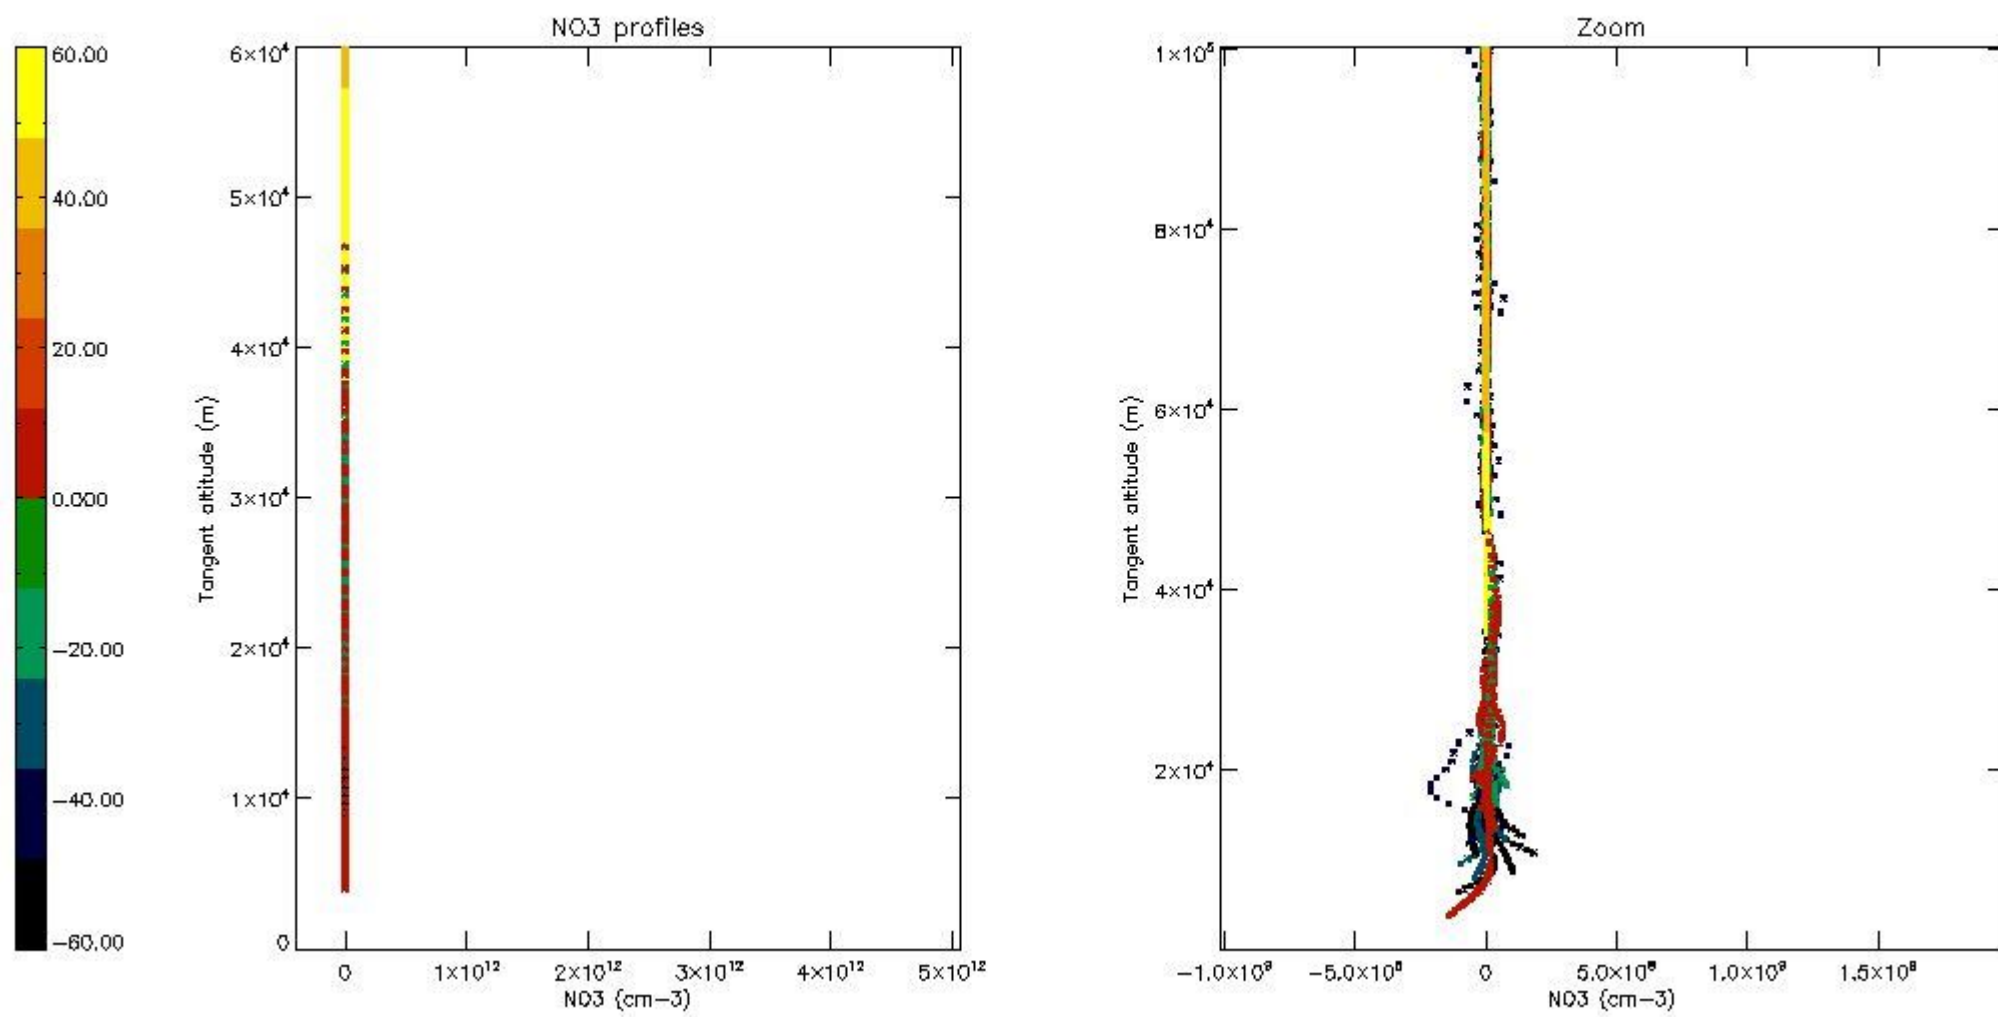 NO3 profiles
60.00
40.00
20.00
0.000
−20.00
−40.00
−60.00
6×10⁴
5×10⁴
4×10⁴
3×10⁴
2×10⁴
1×10⁴
0
Tangent altitude (m)
0 1×10¹² 2×10¹² 3×10¹² 4×10¹² 5×10¹²
NO3 (cm−3)
Zoom
1×10⁵
8×10⁴
6×10⁴
4×10⁴
2×10⁴
Tangent altitude (m)
−1.0×10⁹ −5.0×10⁸ 0 5.0×10⁸ 1.0×10⁹ 1.5×10⁹
NO3 (cm−3)